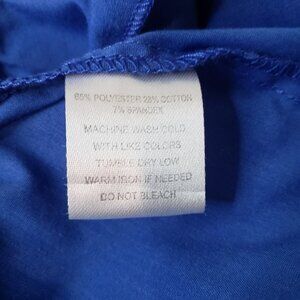 65% POLYESTER 28% COTTON
7% SPANDEX
MACHINE WASH COLD
WITH LIKE COLORS
TUMBLE DRY LOW
WARM IRON IF NEEDED
DO NOT BLEACH